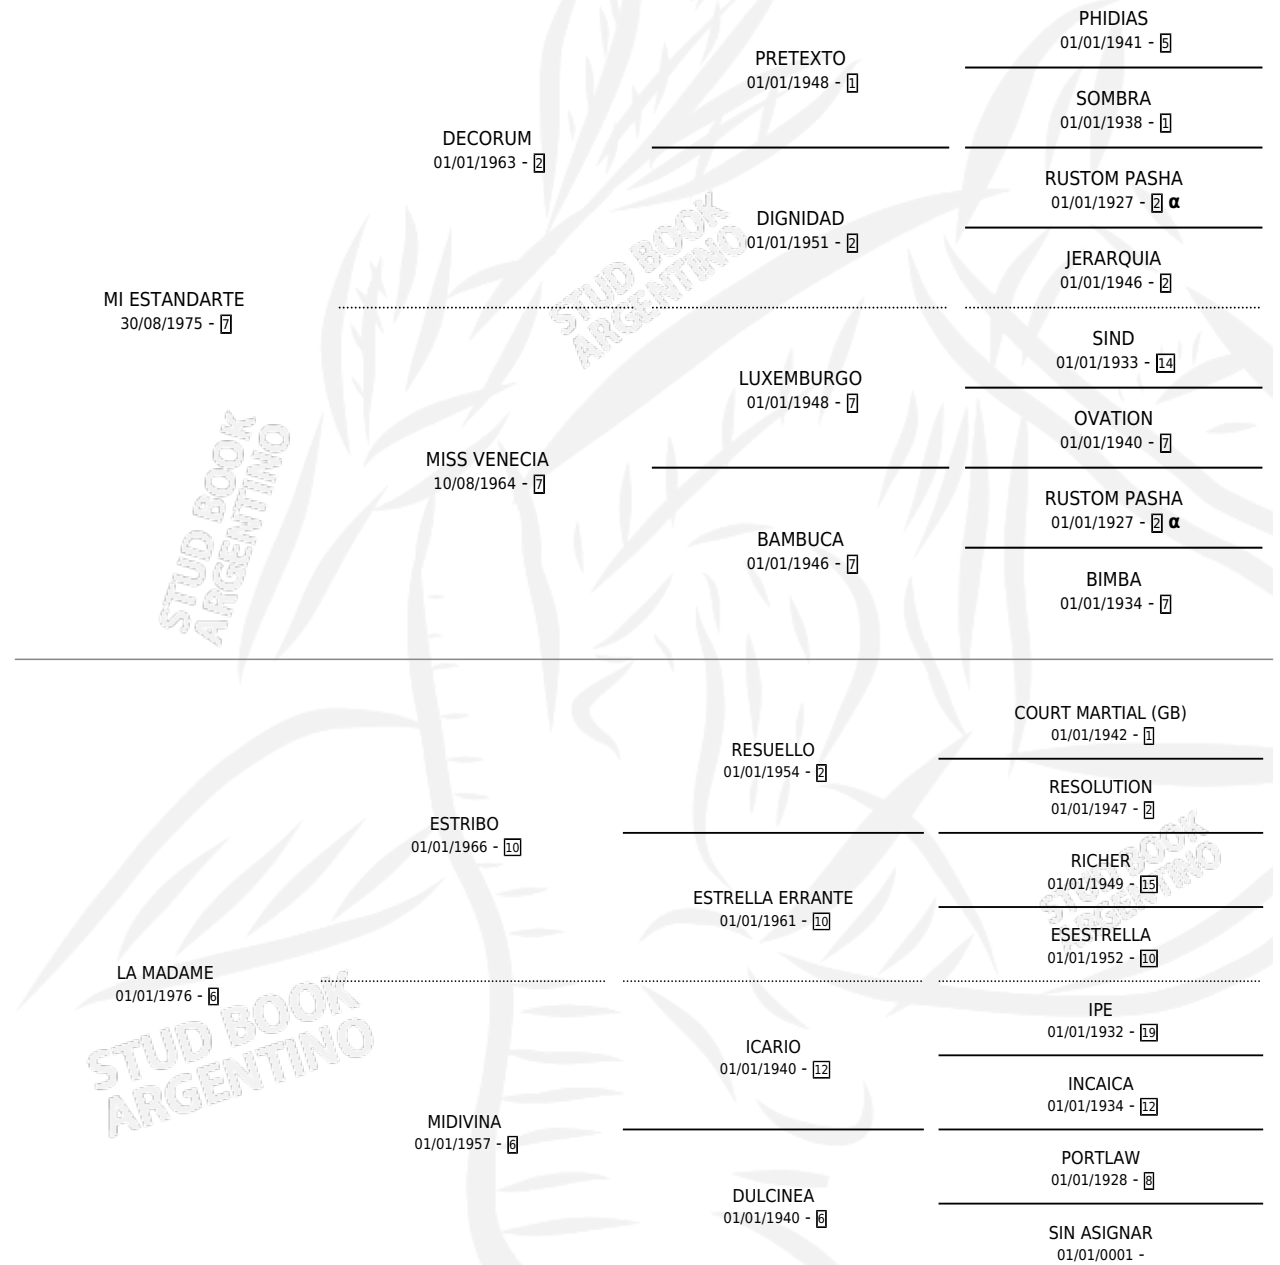 PHIDIAS
01/01/1941 - 5
PRETEXTO
01/01/1948 - 1
SOMBRA
01/01/1938 - 1
DECORUM
01/01/1963 - 2
RUSTOM PASHA
01/01/1927 - 2 α
DIGNIDAD
01/01/1951 - 2
JERARQUIA
01/01/1946 - 2
MI ESTANDARTE
30/08/1975 - 7
SIND
01/01/1933 - 14
LUXEMBURGO
01/01/1948 - 7
OVATION
01/01/1940 - 7
MISS VENECIA
10/08/1964 - 7
RUSTOM PASHA
01/01/1927 - 2 α
BAMBUCA
01/01/1946 - 7
BIMBA
01/01/1934 - 7
COURT MARTIAL (GB)
01/01/1942 - 1
RESUELLO
01/01/1954 - 2
RESOLUTION
01/01/1947 - 2
ESTRIBO
01/01/1966 - 10
RICHER
01/01/1949 - 15
ESTRELLA ERRANTE
01/01/1961 - 10
ESESTRELLA
01/01/1952 - 10
LA MADAME
01/01/1976 - 6
IPE
01/01/1932 - 19
ICARIO
01/01/1940 - 12
INCAICA
01/01/1934 - 12
MIDIVINA
01/01/1957 - 6
PORTLAW
01/01/1928 - 8
DULCINEA
01/01/1940 - 6
SIN ASIGNAR
01/01/0001 -
STUD BOOK
ARGENTINO
STUD BOOK
ARGENTINO
STUD BOOK
ARGENTINO
STUD BOOK
ARGENTINO